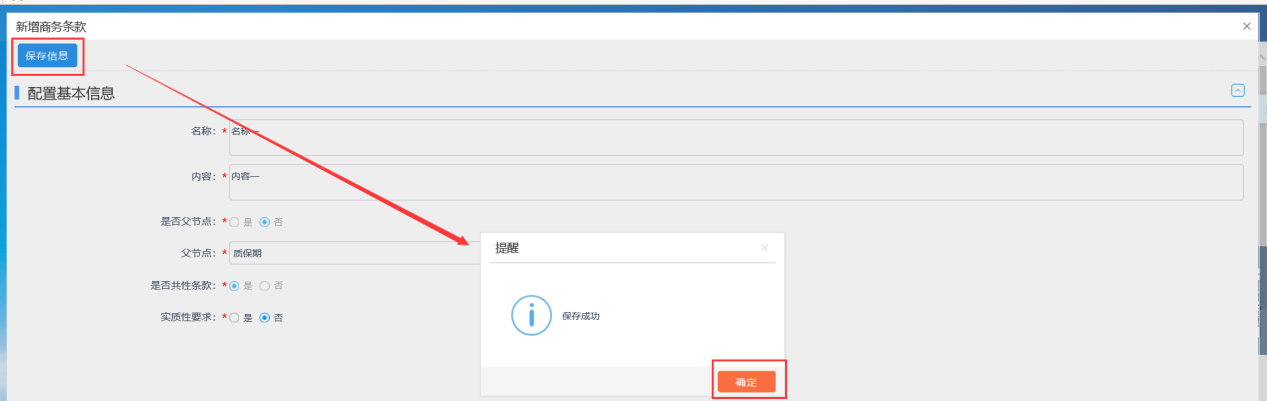 新增商务条款
保存信息
配置基本信息
名称: * 名称一
内容: * 内容一
是否父节点: * 是 否
父节点: * 质保期
是否共性条款: * 是 否
实质性要求: * 是 否
提醒
保存成功
确定